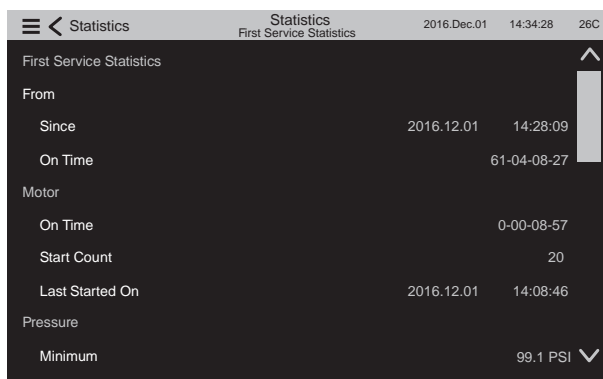 Statistics Statistics 2016.Dec.01 14:34:28 26C
First Service Statistics
First Service Statistics
From
Since 2016.12.01 14:28:09
On Time 61-04-08-27
Motor
On Time 0-00-08-57
Start Count 20
Last Started On 2016.12.01 14:08:46
Pressure
Minimum 99.1 PSI